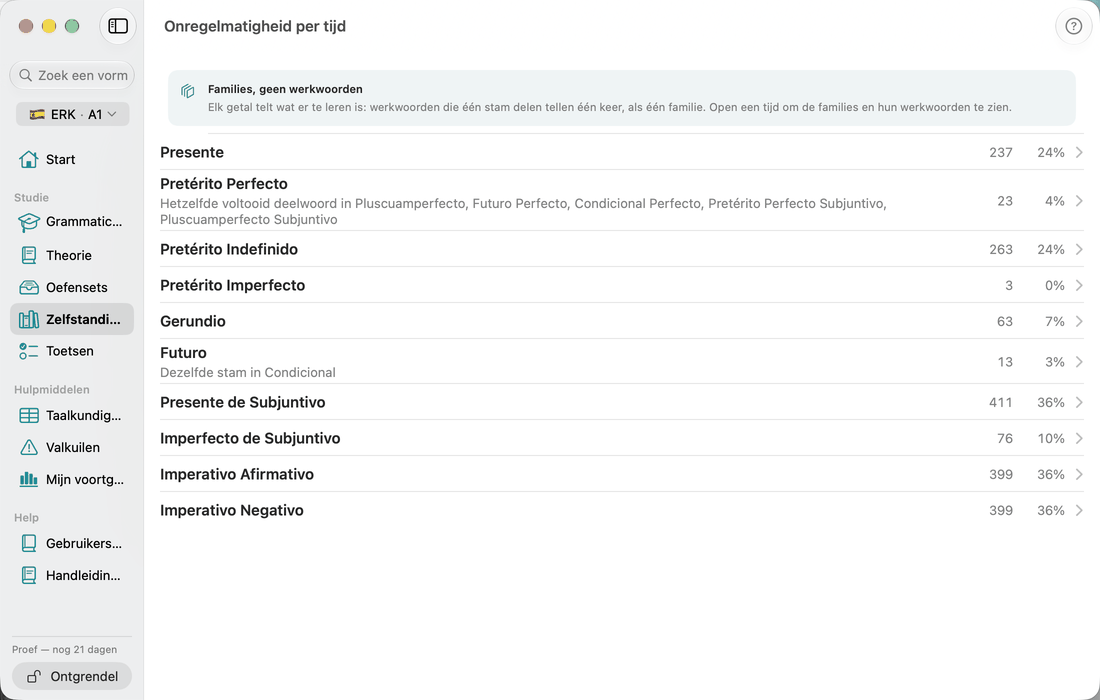 Onregelmatigheid per tijd
Zoek een vorm
ERK · A1
Start
Studie
Grammatic...
Theorie
Oefensets
Zelfstandi...
Toetsen
Hulpmiddelen
Taalkundig...
Valkuilen
Mijn voortg...
Help
Gebruikers...
Handleidin...
Proef — nog 21 dagen
Ontgrendel
Families, geen werkwoorden
Elk getal telt wat er te leren is: werkwoorden die één stam delen tellen één keer, als één familie. Open een tijd om de families en hun werkwoorden te zien.
Presente 237 24%
Pretérito Perfecto
Hetzelfde voltooid deelwoord in Pluscuamperfecto, Futuro Perfecto, Condicional Perfecto, Pretérito Perfecto Subjuntivo,
Pluscuamperfecto Subjuntivo
23 4%
Pretérito Indefinido 263 24%
Pretérito Imperfecto 3 0%
Gerundio 63 7%
Futuro
Dezelfde stam in Condicional
13 3%
Presente de Subjuntivo 411 36%
Imperfecto de Subjuntivo 76 10%
Imperativo Afirmativo 399 36%
Imperativo Negativo 399 36%